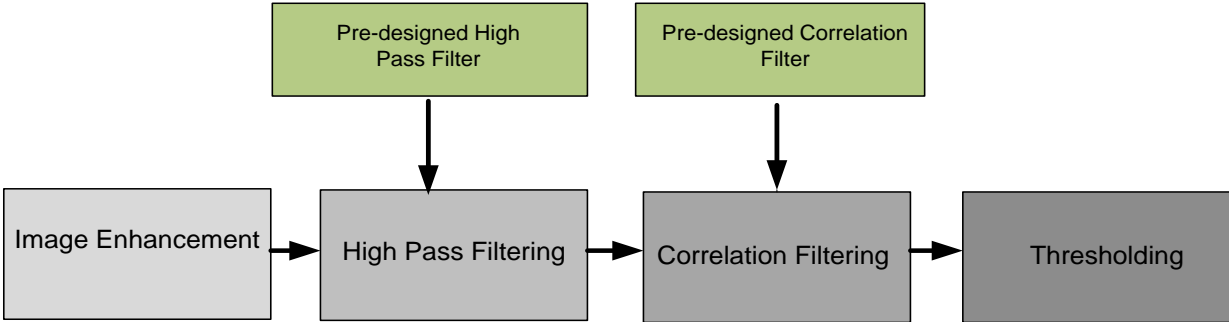 Pre-designed High
Pass Filter
Pre-designed Correlation
Filter
Image Enhancement
High Pass Filtering
Correlation Filtering
Thresholding